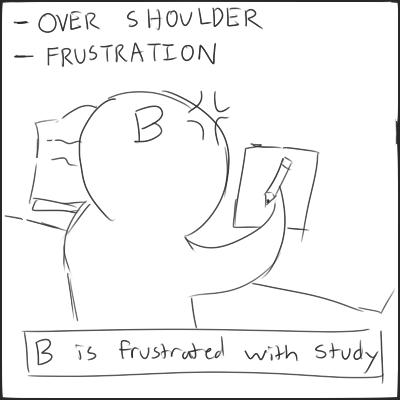 - OVER SHOULDER
- FRUSTRATION
B
B is frustrated with study